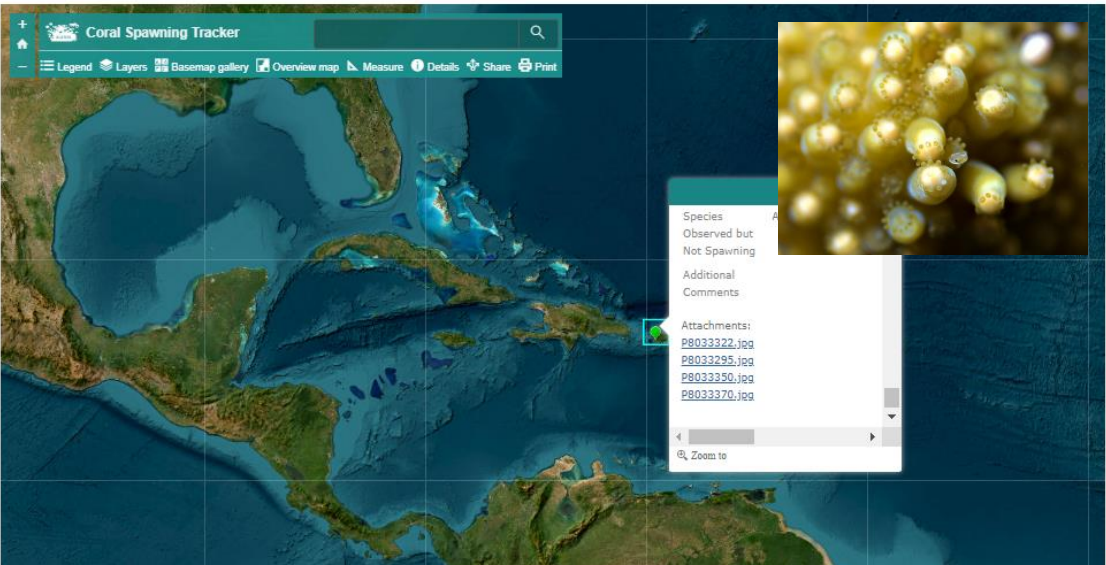 +
Coral Spawning Tracker
−
Legend Layers Basemap gallery Overview map Measure Details Share Print
Species A
Observed but
Not Spawning
Additional
Comments
Attachments:
P8033322.jpg
P8033295.jpg
P8033350.jpg
P8033370.jpg
Zoom to